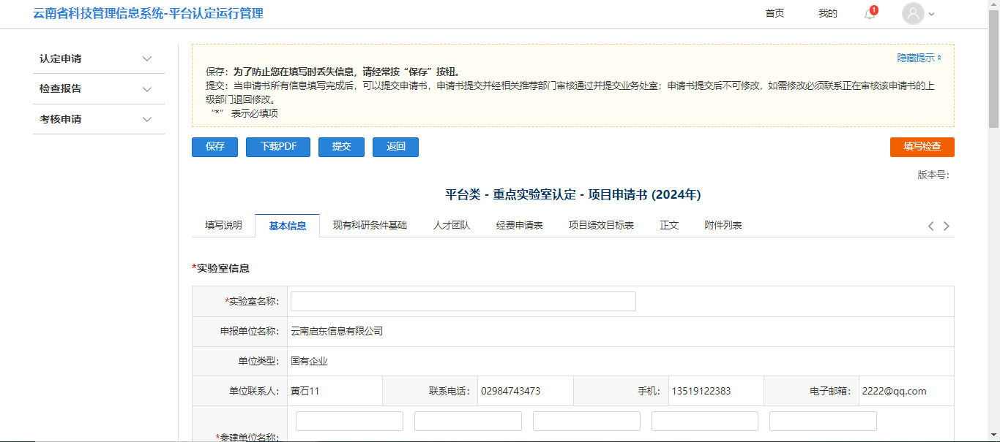 云南省科技管理信息系统-平台认定运行管理
首页 我的 1
认定申请
检查报告
考核申请
隐藏提示
保存：为了防止您在填写时丢失信息，请经常按“保存”按钮。
提交：当申请书所有信息填写完成后，可以提交申请书，申请书提交并经相关推荐部门审核通过并提交业务处室；申请书提交后不可修改，如需修改必须联系正在审核该申请书的上
级部门退回修改。
“*” 表示必填项
保存 下载PDF 提交 返回 填写检查
版本号：
平台类 - 重点实验室认定 - 项目申请书 (2024年)
填写说明 基本信息 现有科研条件基础 人才团队 经费申请表 项目绩效目标表 正文 附件列表
*实验室信息
*实验室名称：
申报单位名称： 云南启东信息有限公司
单位类型： 国有企业
单位联系人： 黄石11 联系电话： 02984743473 手机： 13519122383 电子邮箱： 2222@qq.com
*参建单位名称：